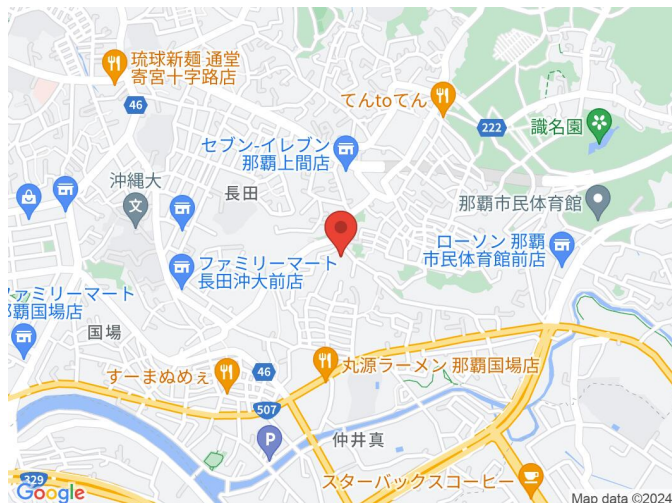 琉球新麺 通堂
寄宮十字路店
46
てんtoてん
222
識名園
セブン-イレブン
那覇上間店
沖縄大
長田
那覇市民体育館
ローソン 那覇
市民体育館前店
ファミリーマート
長田沖大前店
ファミリーマート
那覇国場店
国場
すーまぬめぇ
46
丸源ラーメン 那覇国場店
507
仲井真
P
329
スターバックスコーヒー
Google
Map data ©2024